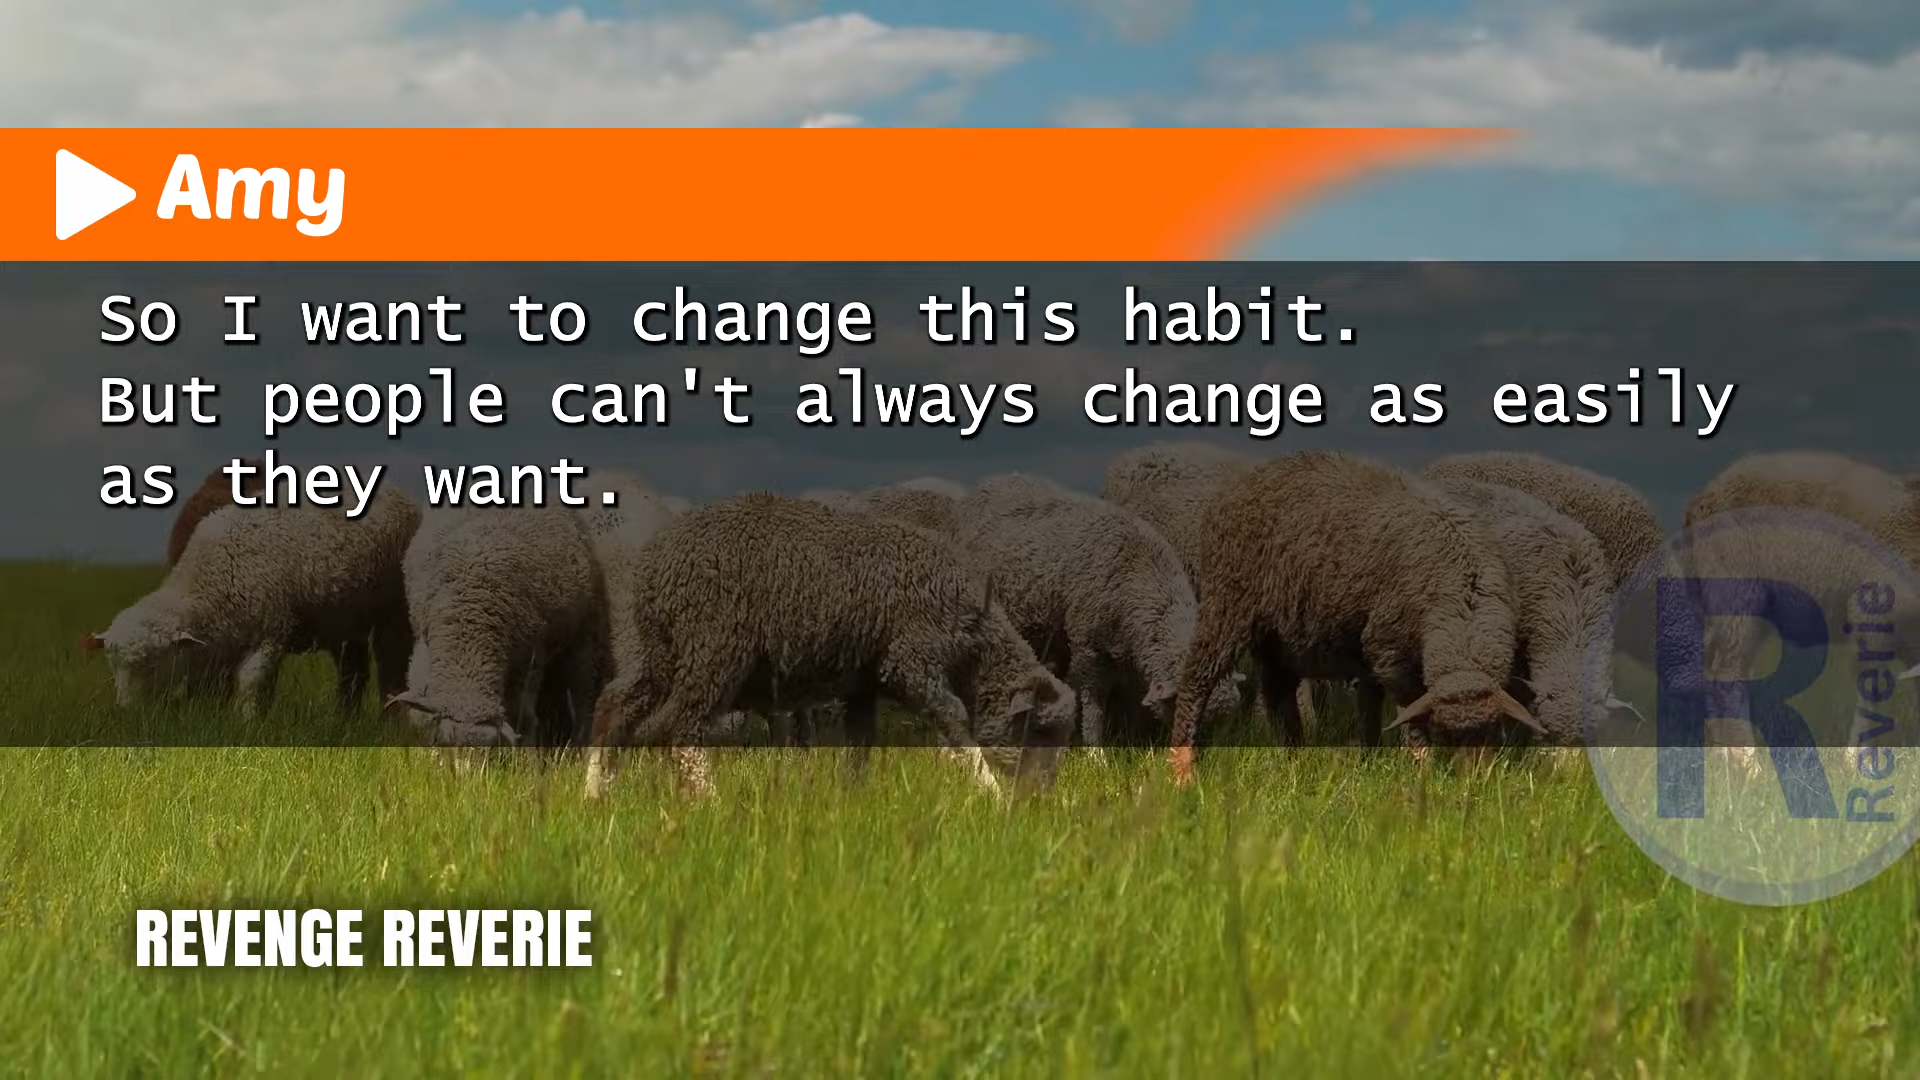 Amy
So I want to change this habit.
But people can't always change as easily
as they want.
R
Reverie
REVENGE REVERIE